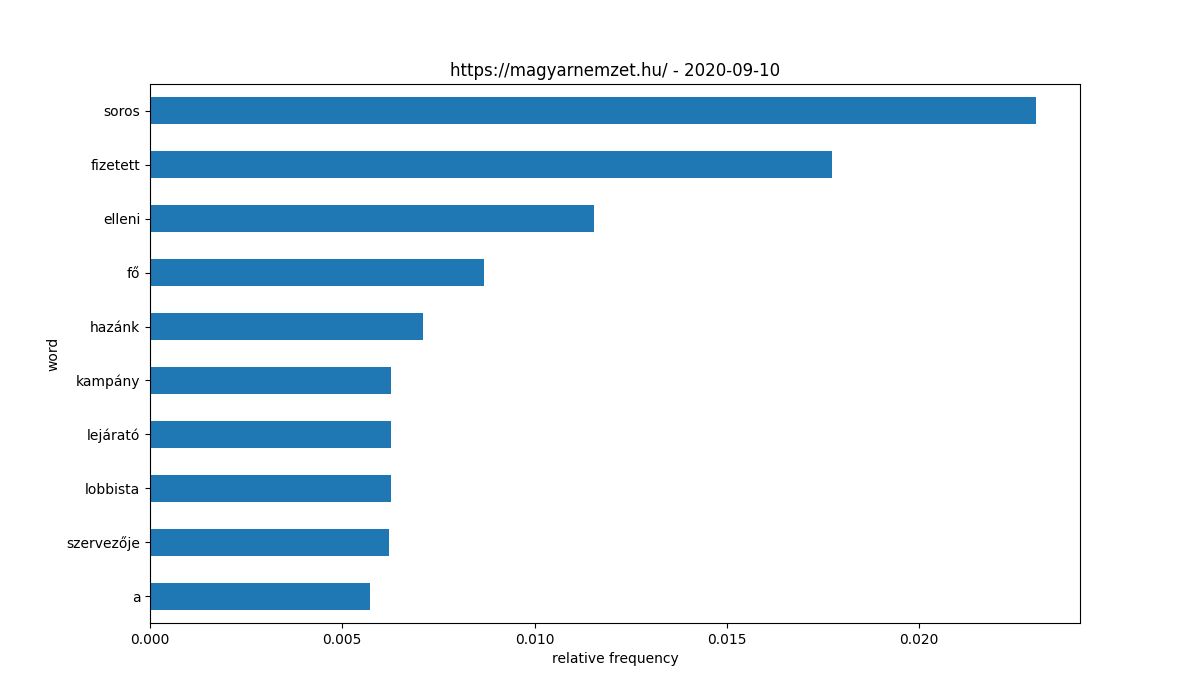 https://magyarnemzet.hu/ - 2020-09-10
soros
fizetett
elleni
fő
hazánk
kampány
lejárató
lobbista
szervezője
a
word
0.000 0.005 0.010 0.015 0.020
relative frequency